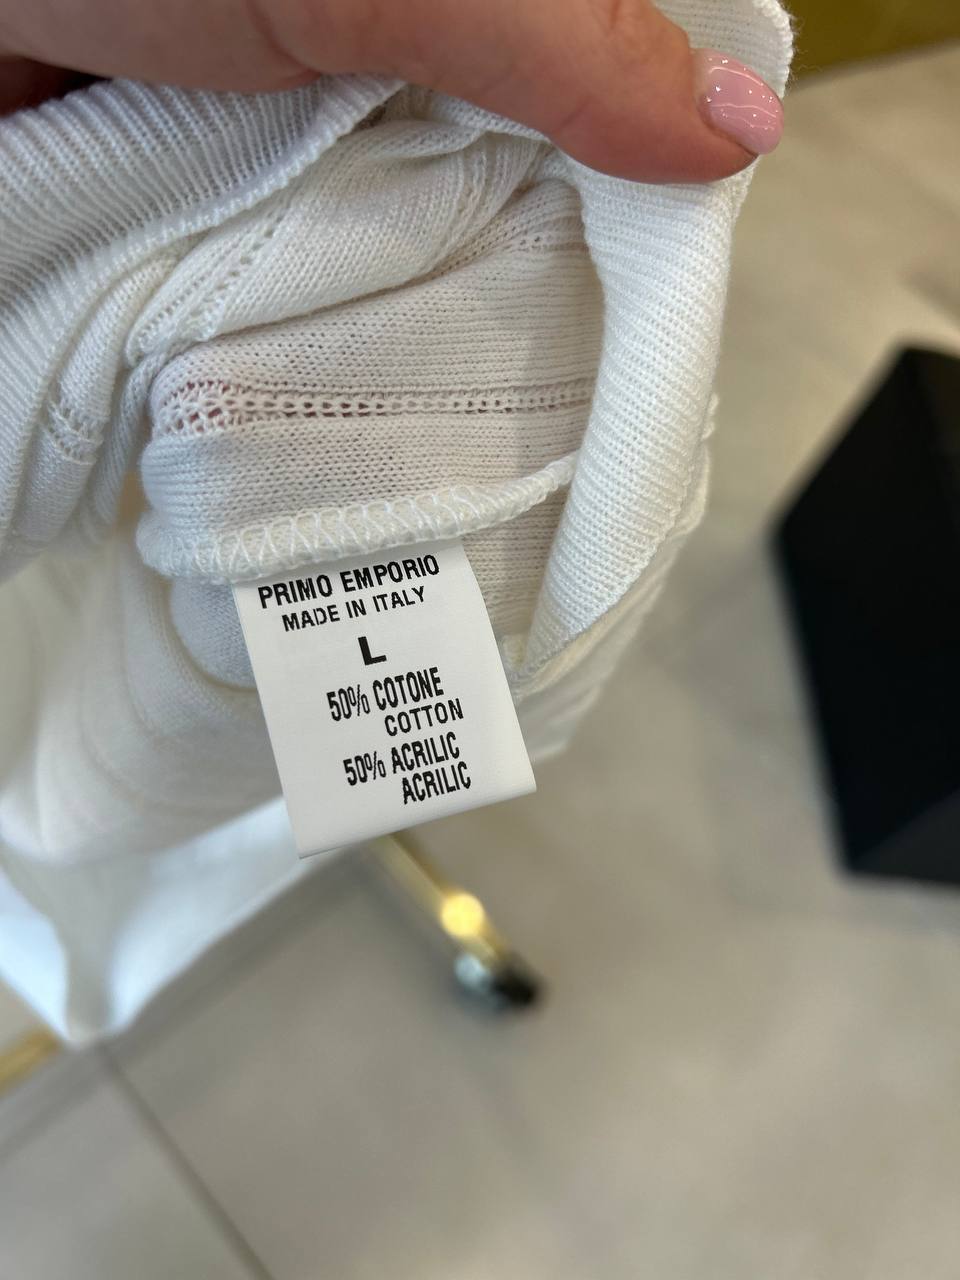 PRIMO EMPORIO
MADE IN ITALY
L
50% COTONE
COTTON
50% ACRILIC
ACRILIC